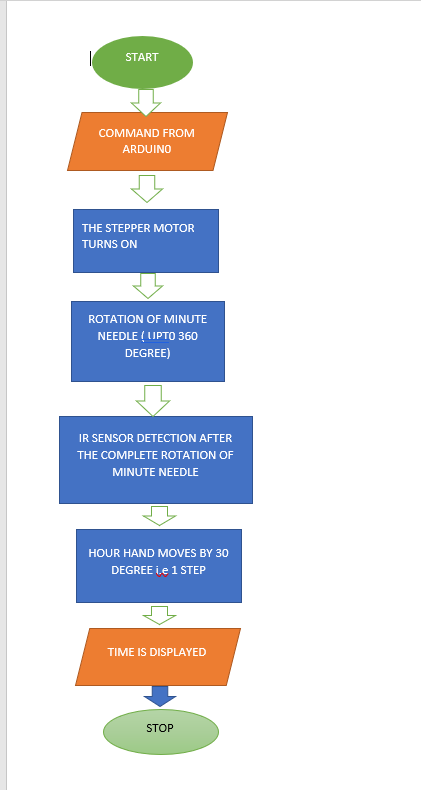 START
COMMAND FROM
ARDUIN0
THE STEPPER MOTOR
TURNS ON
ROTATION OF MINUTE
NEEDLE ( UPT0 360
DEGREE)
IR SENSOR DETECTION AFTER
THE COMPLETE ROTATION OF
MINUTE NEEDLE
HOUR HAND MOVES BY 30
DEGREE i.e 1 STEP
TIME IS DISPLAYED
STOP